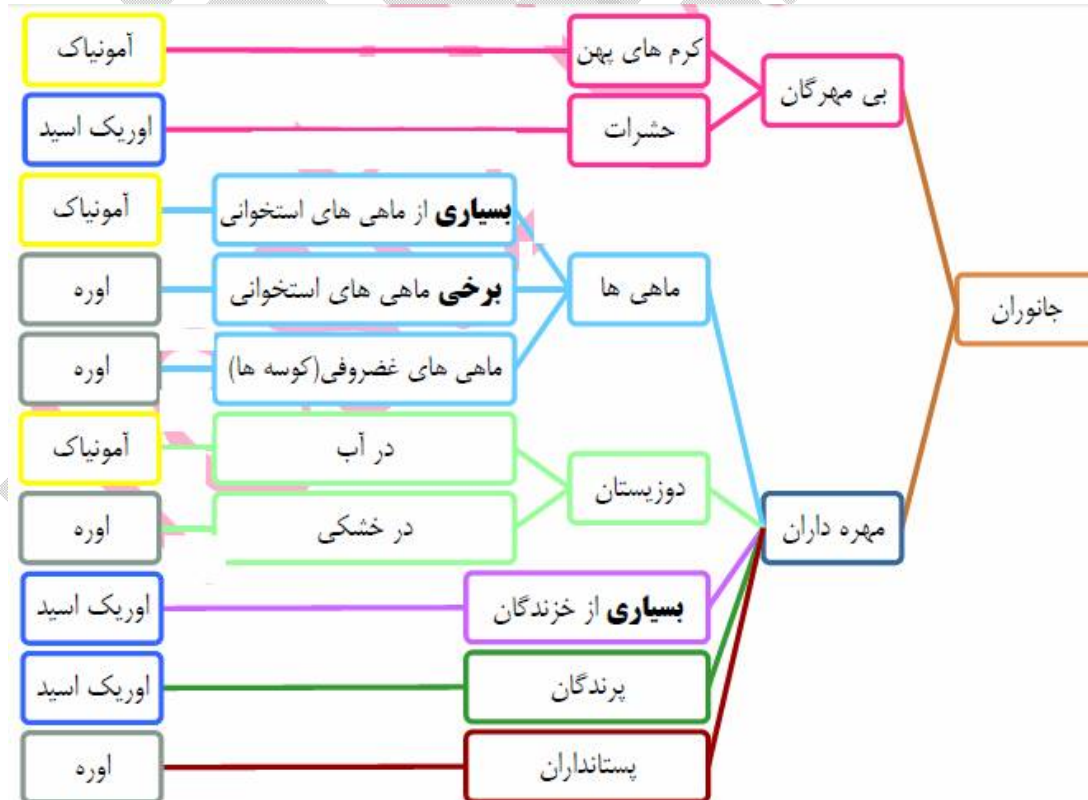 جانوران
بی مهرگان
کرم های پهن
آمونیاک
حشرات
اوریک اسید
مهره داران
ماهی ها
بسیاری از ماهی های استخوانی
آمونیاک
برخی ماهی های استخوانی
اوره
ماهی های غضروفی(کوسه ها)
اوره
دوزیستان
در آب
آمونیاک
در خشکی
اوره
بسیاری از خزندگان
اوریک اسید
پرندگان
اوریک اسید
پستانداران
اوره